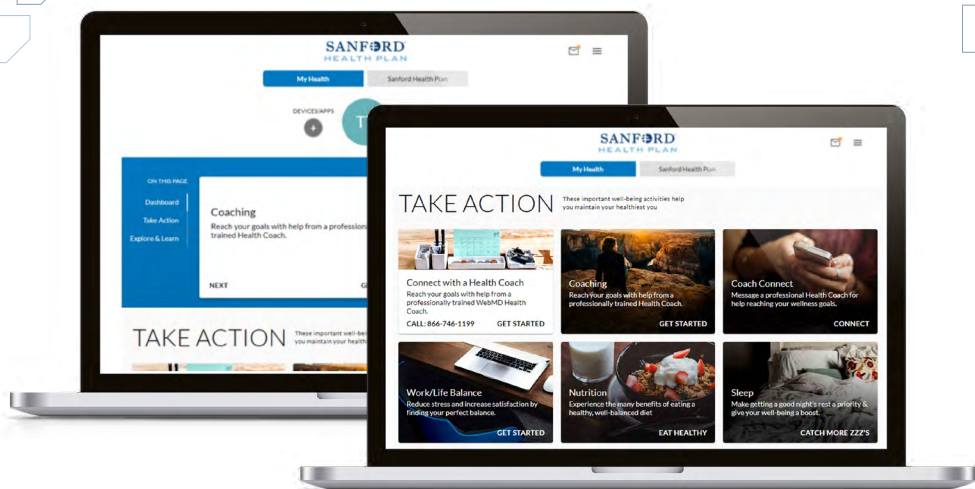 SANFORD
HEALTH PLAN
My Health
Sanford Health Plan
DEVICES/APPS
ON THIS PAGE
Dashboard
Take Action
Explore & Learn
Coaching
Reach your goals with help from a
trained Health Coach.
NEXT
TAKE ACTION
These important
you maintain your
SANFORD
HEALTH PLAN
My Health
Sanford Health Plan
TAKE ACTION
These important well-being activities help
you maintain your healthiest you
Connect with a Health Coach
Reach your goals with help from a
professionally trained WebMD Health
Coach.
CALL: 866-746-1199
GET STARTED
Coaching
Reach your goals with help from a
professionally trained Health Coach.
GET STARTED
Coach Connect
Message a professional Health Coach for
help reaching your wellness goals.
CONNECT
Work/Life Balance
Reduce stress and increase satisfaction by
finding your perfect balance.
GET STARTED
Nutrition
Experience the many benefits of eating a
healthy, well-balanced diet
EAT HEALTHY
Sleep
Make getting a good night's rest a priority &
give your well-being a boost.
CATCH MORE ZZZ'S